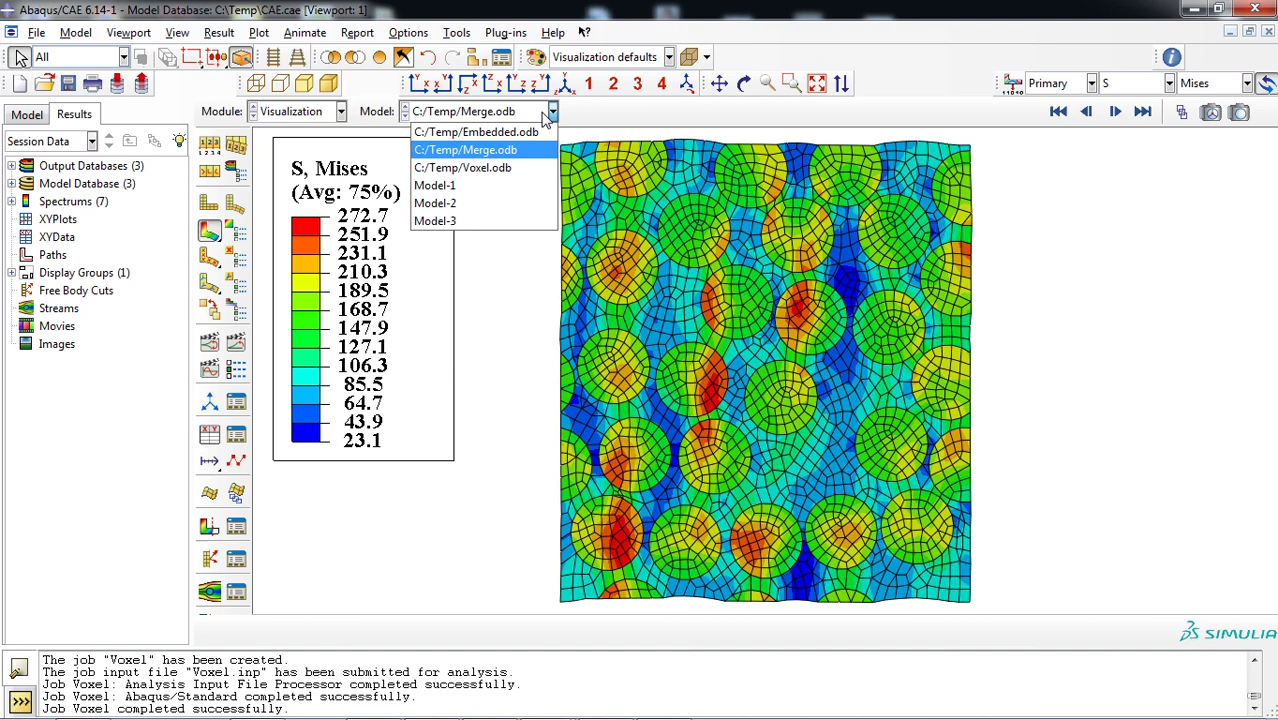 Abaqus/CAE 6.14-1 - Model Database: C:\Temp\CAE.cae [Viewport: 1]
File Model Viewport View Result Plot Animate Report Options Tools Plug-ins Help
All Visualization defaults
1 2 3 4 Primary S Mises
Model Results Module: Visualization Model: C:/Temp/Merge.odb
C:/Temp/Embedded.odb
C:/Temp/Merge.odb
C:/Temp/Voxel.odb
Model-1
Model-2
Model-3
Session Data
Output Databases (3)
Model Database (3)
Spectrums (7)
XYPlots
XYData
Paths
Display Groups (1)
Free Body Cuts
Streams
Movies
Images
S, Mises
(Avg: 75%)
272.7
251.9
231.1
210.3
189.5
168.7
147.9
127.1
106.3
85.5
64.7
43.9
23.1
SIMULIA
The job "Voxel" has been created.
The job input file "Voxel.inp" has been submitted for analysis.
Job Voxel: Analysis Input File Processor completed successfully.
Job Voxel: Abaqus/Standard completed successfully.
Job Voxel completed successfully.